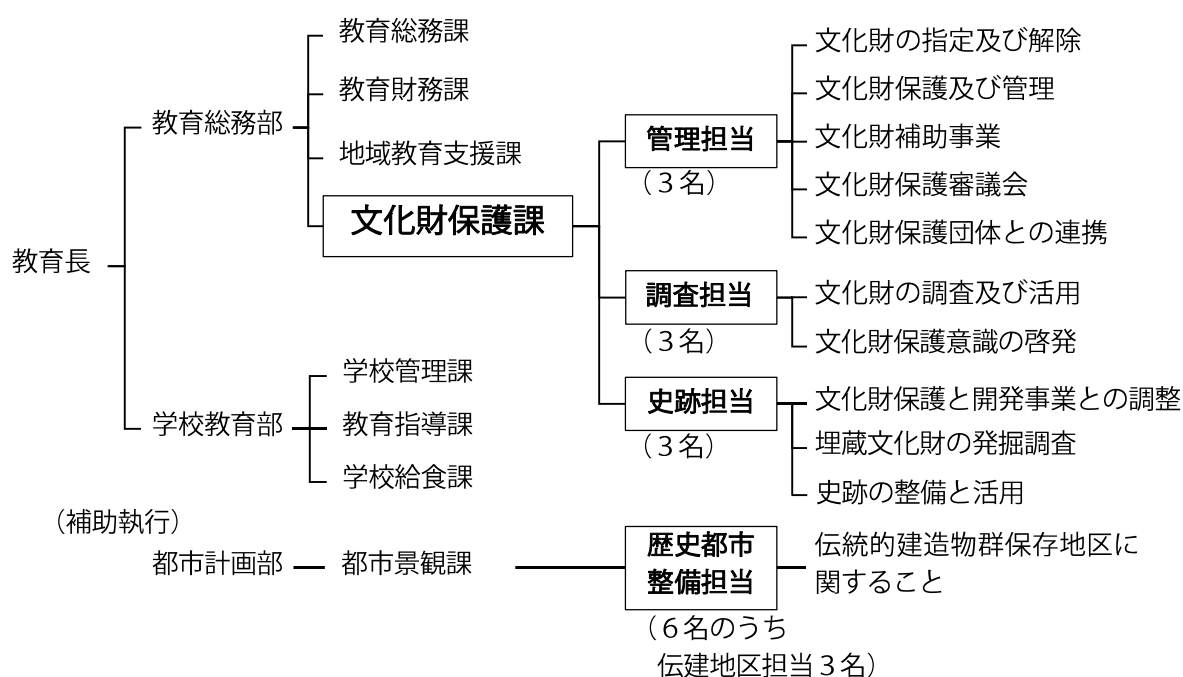 教育長
教育総務部
教育総務課
教育財務課
地域教育支援課
文化財保護課
管理担当
（３名）
文化財の指定及び解除
文化財保護及び管理
文化財補助事業
文化財保護審議会
文化財保護団体との連携
調査担当
（３名）
文化財の調査及び活用
文化財保護意識の啓発
史跡担当
（３名）
文化財保護と開発事業との調整
埋蔵文化財の発掘調査
史跡の整備と活用
学校教育部
学校管理課
教育指導課
学校給食課
（補助執行）
都市計画部
都市景観課
歴史都市
整備担当
（６名のうち
伝建地区担当３名）
伝統的建造物群保存地区に
関すること